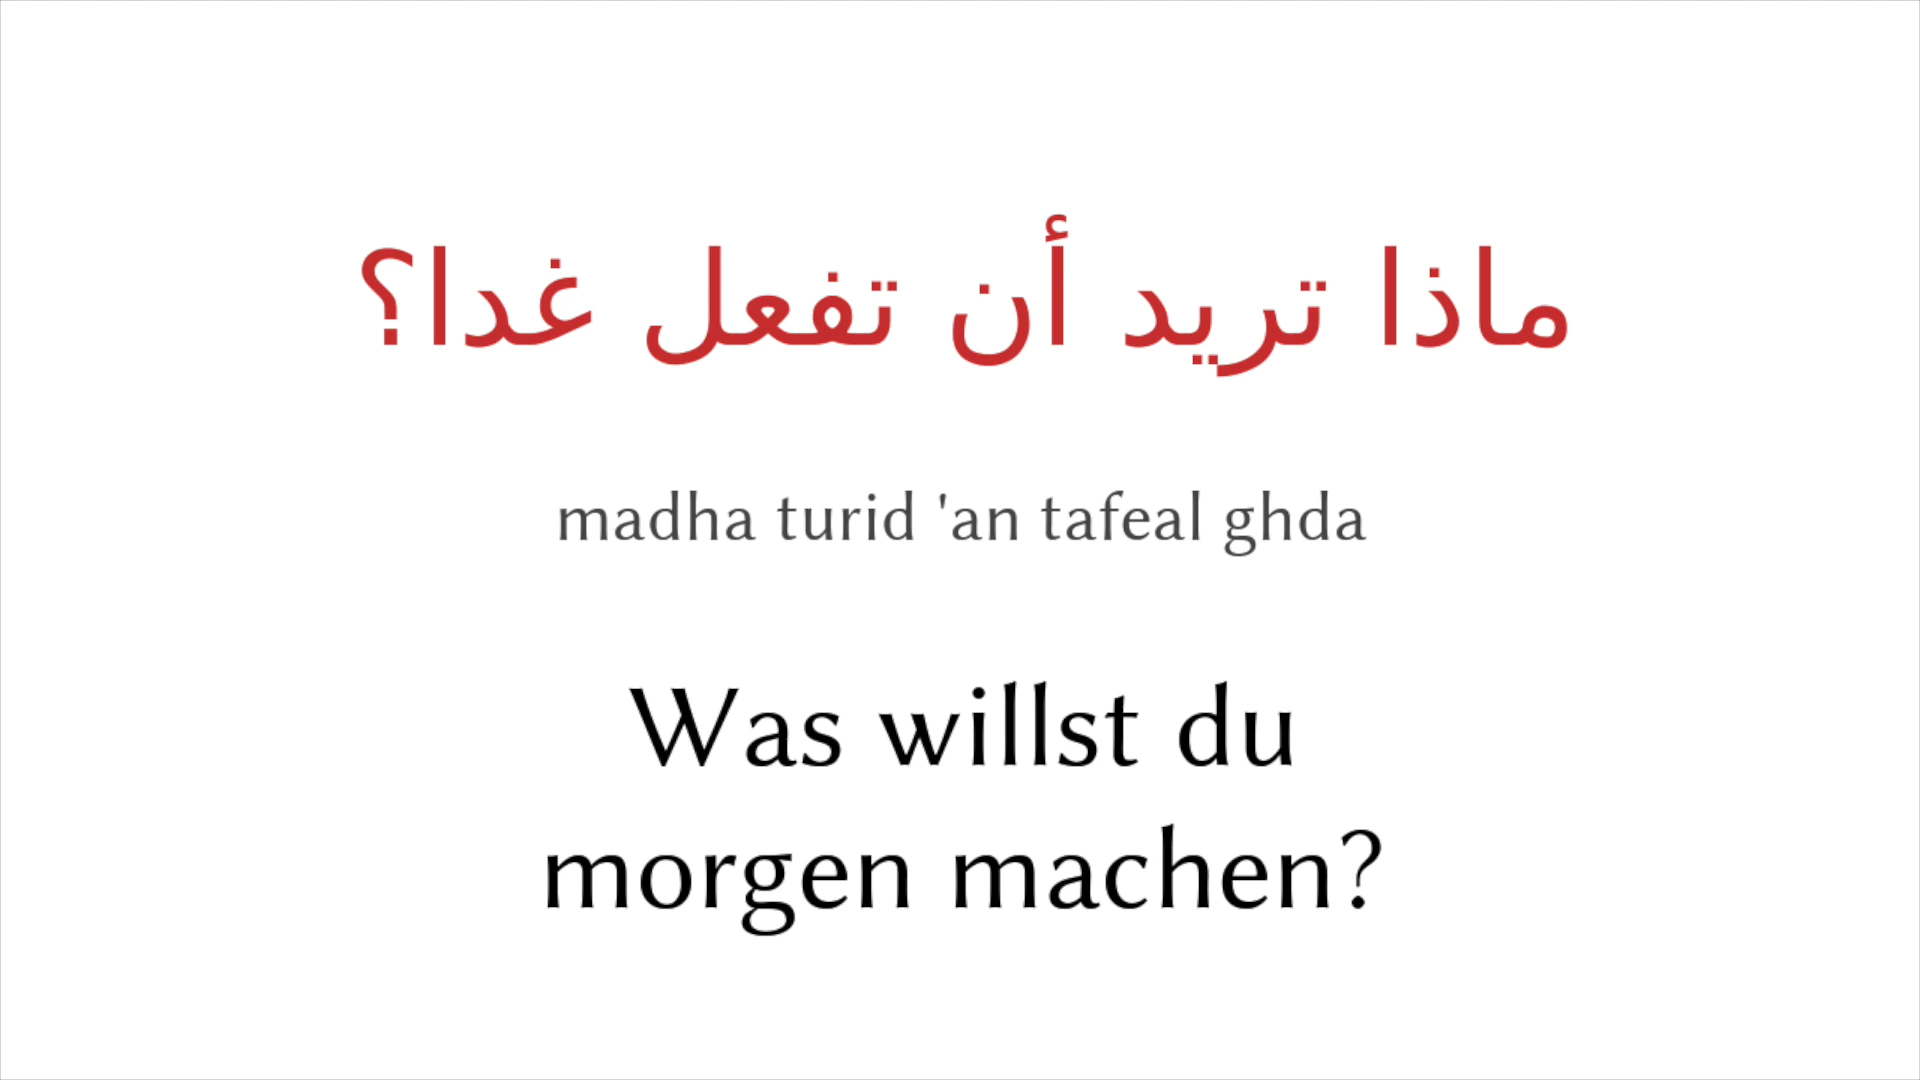 ماذا تريد أن تفعل غدا؟
madha turid 'an tafeal ghda
Was willst du
morgen machen?